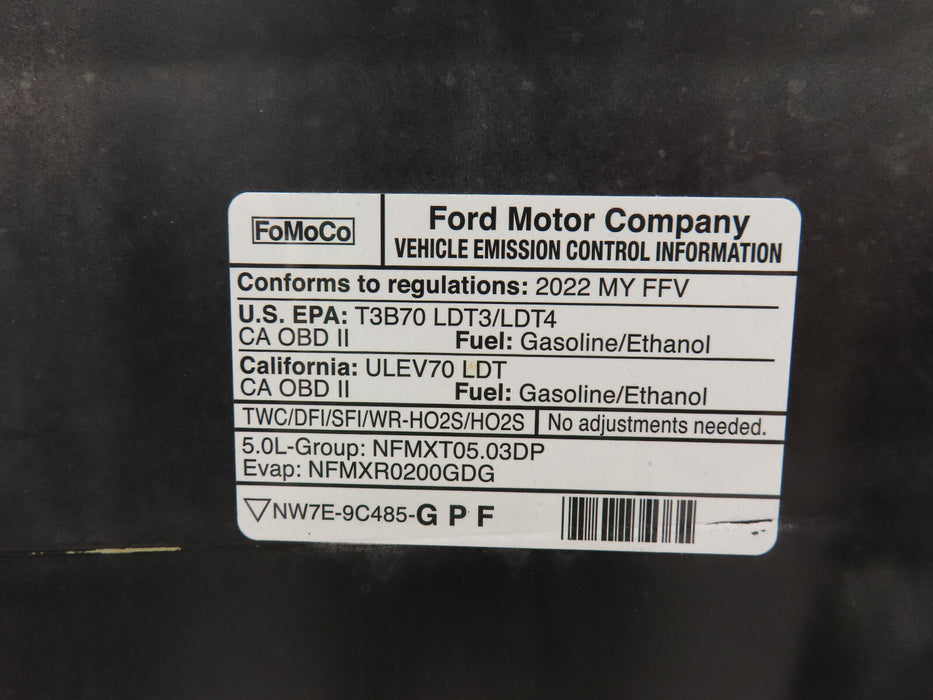 FoMoCo
Ford Motor Company
VEHICLE EMISSION CONTROL INFORMATION
Conforms to regulations: 2022 MY FFV
U.S. EPA: T3B70 LDT3/LDT4
CA OBD II Fuel: Gasoline/Ethanol
California: ULEV70 LDT
CA OBD II Fuel: Gasoline/Ethanol
TWC/DFI/SFI/WR-HO2S/HO2S No adjustments needed.
5.0L-Group: NFMXT05.03DP
Evap: NFMXR0200GDG
NW7E-9C485-G P F